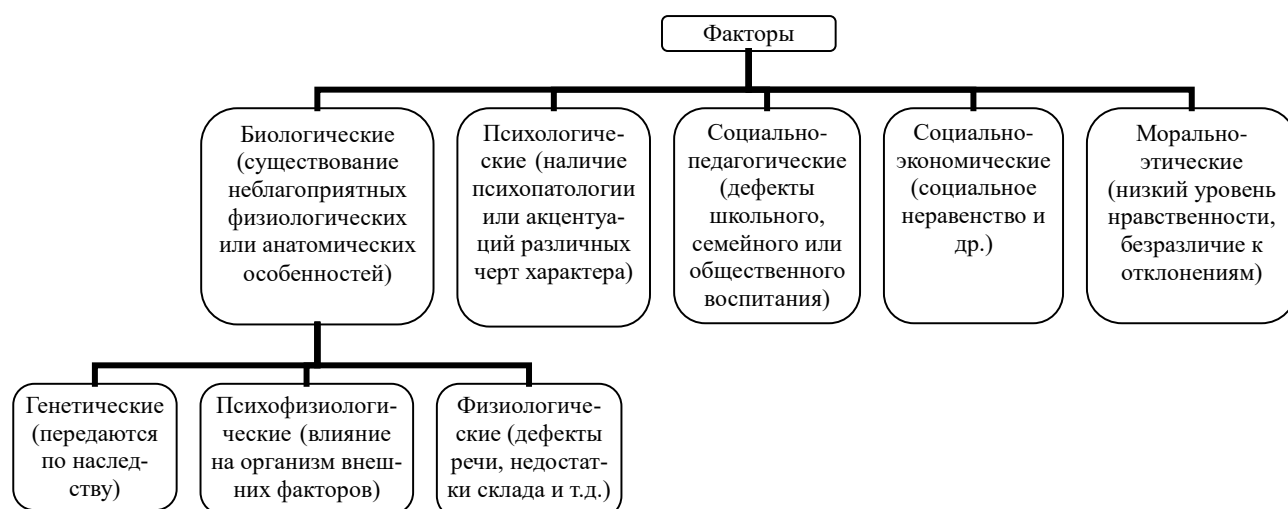 Факторы
Биологические
(существование
неблагоприятных
физиологических
или анатомических
особенностей)
Психологиче-
ские (наличие
психопатологии
или акцентуа-
ций различных
черт характера)
Социально-
педагогические
(дефекты
школьного,
семейного или
общественного
воспитания)
Социально-
экономические
(социальное
неравенство и
др.)
Морально-
этические
(низкий уровень
нравственности,
безразличие к
отклонениям)
Генетические
(передаются
по наслед-
ству)
Психофизиологи-
ческие (влияние
на организм внеш-
них факторов)
Физиологиче-
ские (дефекты
речи, недостат-
ки склада и т.д.)